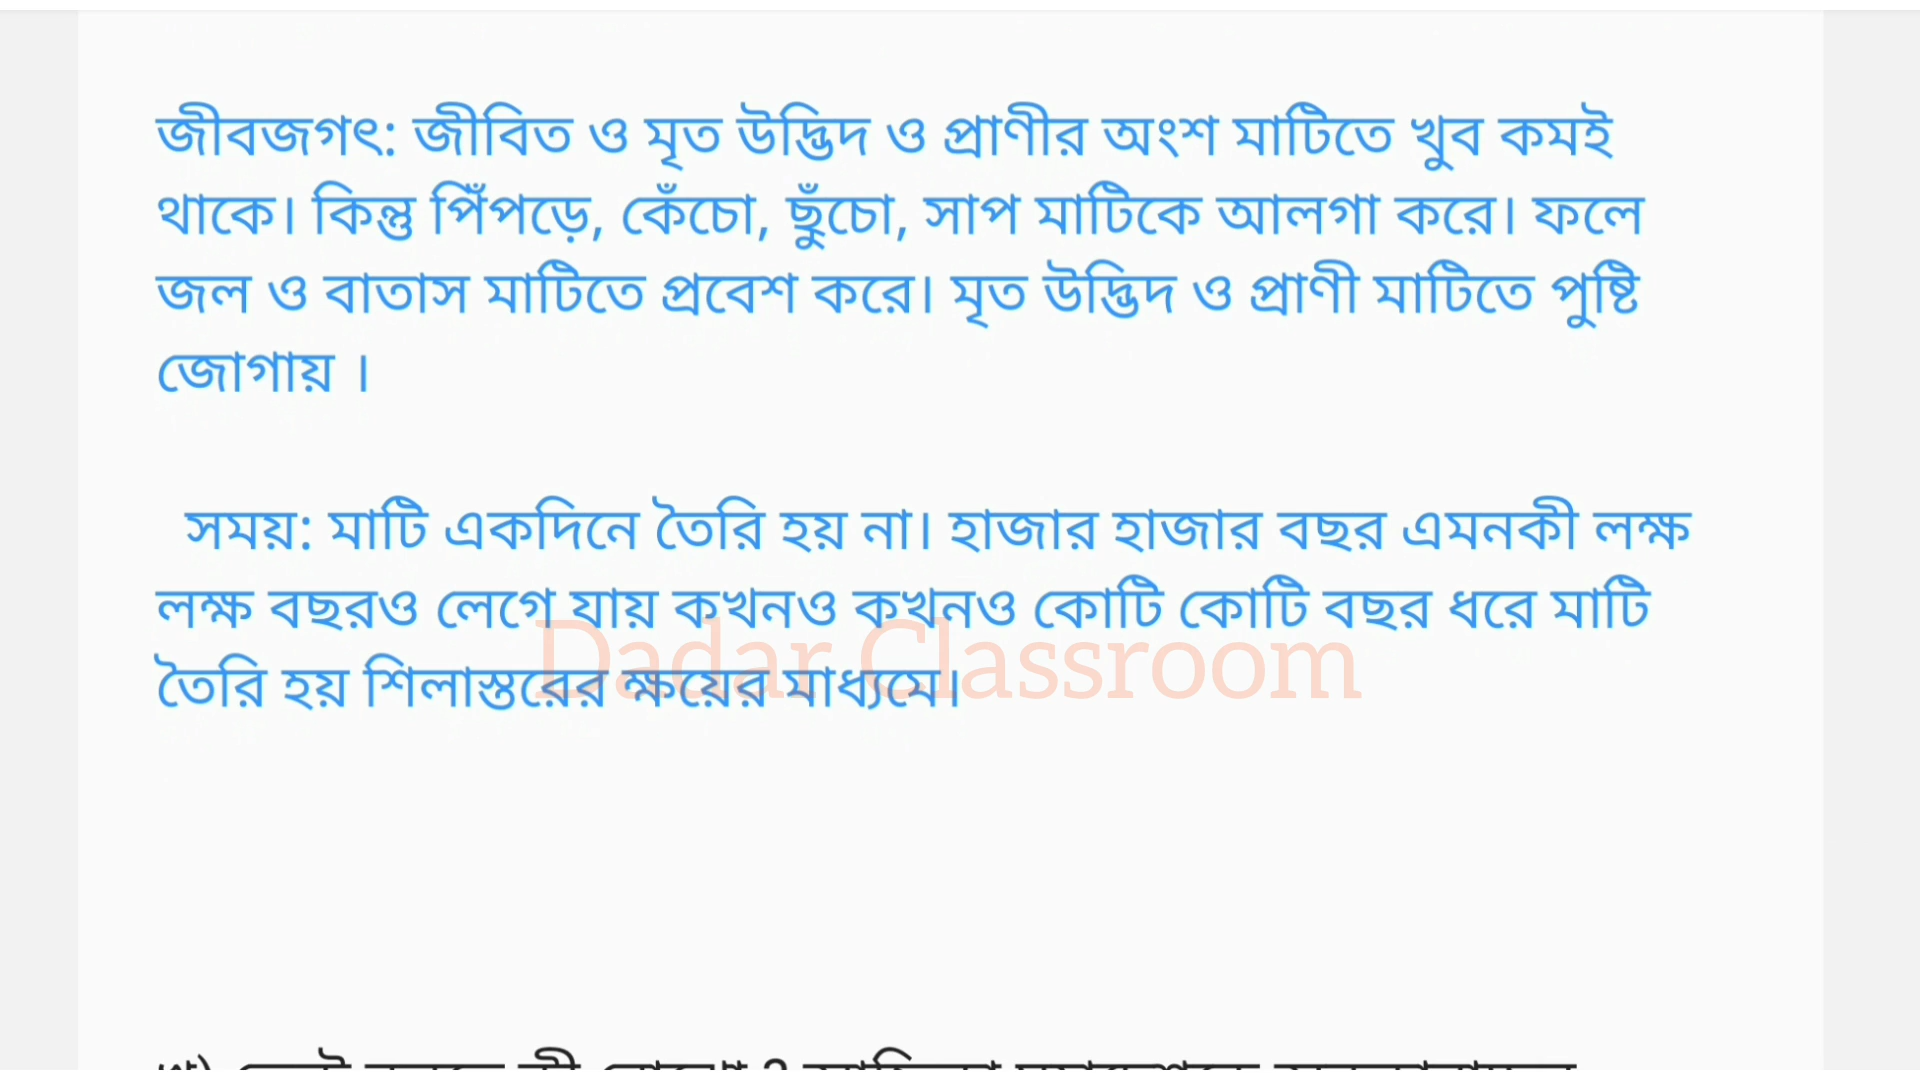 জীবজগৎ: জীবিত ও মৃত উদ্ভিদ ও প্রাণীর অংশ মাটিতে খুব কমই
থাকে। কিন্তু পিঁপড়ে, কেঁচো, ছুঁচো, সাপ মাটিকে আলগা করে। ফলে
জল ও বাতাস মাটিতে প্রবেশ করে। মৃত উদ্ভিদ ও প্রাণী মাটিতে পুষ্টি
জোগায় ।
সময়: মাটি একদিনে তৈরি হয় না। হাজার হাজার বছর এমনকী লক্ষ
লক্ষ বছরও লেগে যায় কখনও কখনও কোটি কোটি বছর ধরে মাটি
তৈরি হয় শিলাস্তরের ক্ষয়ের মাধ্যমে।
Dadar Classroom